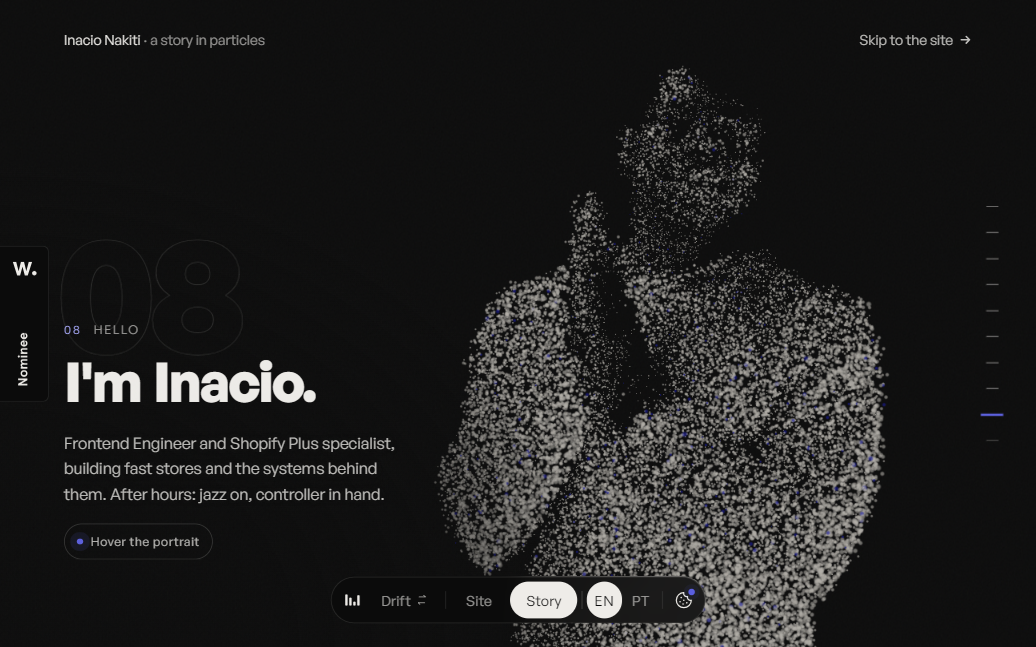 Inacio Nakiti · a story in particles
Skip to the site →
W.
Nominee
08
08 HELLO
I'm Inacio.
Frontend Engineer and Shopify Plus specialist,
building fast stores and the systems behind
them. After hours: jazz on, controller in hand.
Hover the portrait
Drift Site Story EN PT